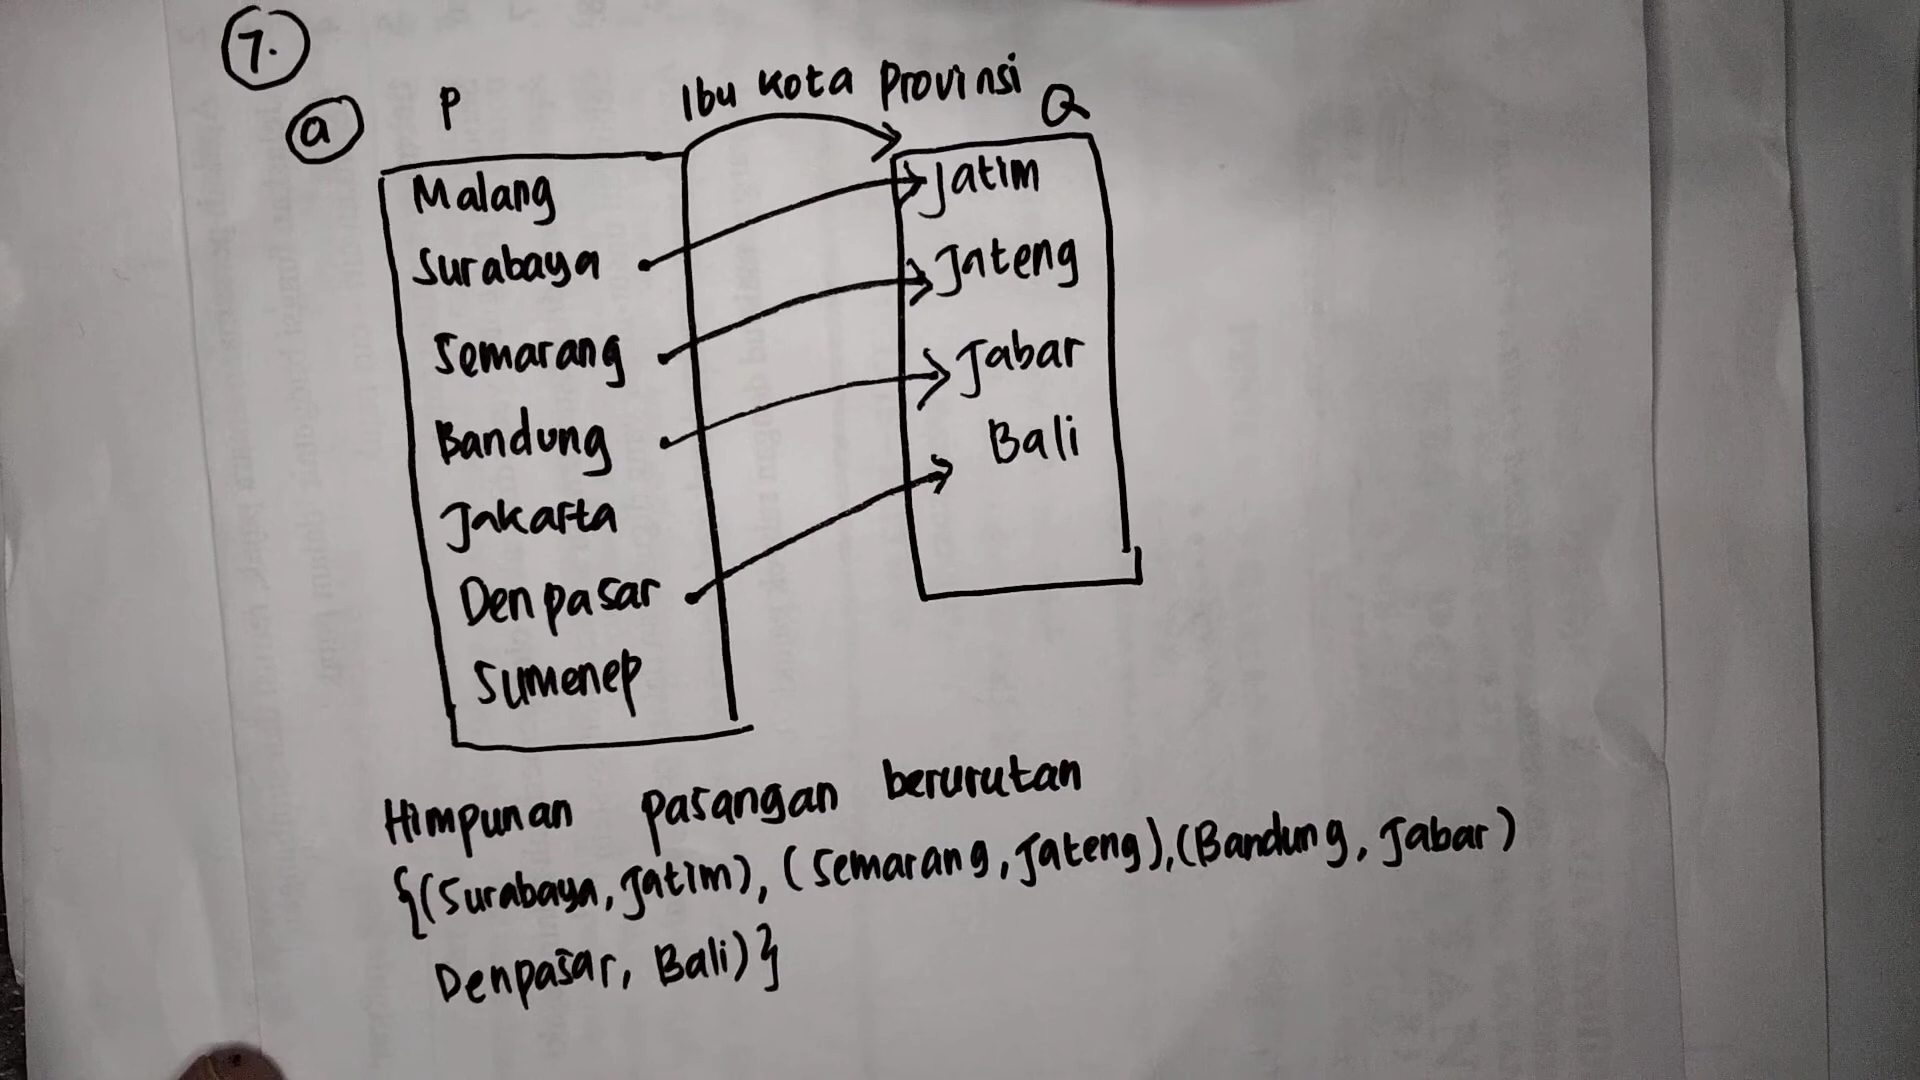 7.
a P Ibu Kota Provinsi Q
Malang
Surabaya
Semarang
Bandung
Jakarta
Denpasar
Sumenep
Jatim
Jateng
Jabar
Bali
Himpunan pasangan berurutan
{(Surabaya, Jatim), (Semarang, Jateng), (Bandung, Jabar)
Denpasar, Bali)}